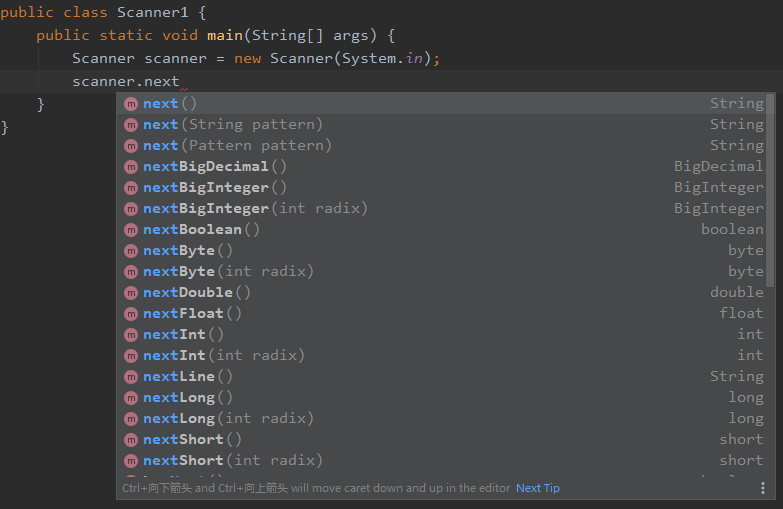 public class Scanner1 {
public static void main(String[] args) {
Scanner scanner = new Scanner(System.in);
scanner.next
}
}
m next() String
m next(String pattern) String
m next(Pattern pattern) String
m nextBigDecimal() BigDecimal
m nextBigInteger() BigInteger
m nextBigInteger(int radix) BigInteger
m nextBoolean() boolean
m nextByte() byte
m nextByte(int radix) byte
m nextDouble() double
m nextFloat() float
m nextInt() int
m nextInt(int radix) int
m nextLine() String
m nextLong() long
m nextLong(int radix) long
m nextShort() short
m nextShort(int radix) short
Ctrl+向下箭头 and Ctrl+向上箭头 will move caret down and up in the editor Next Tip